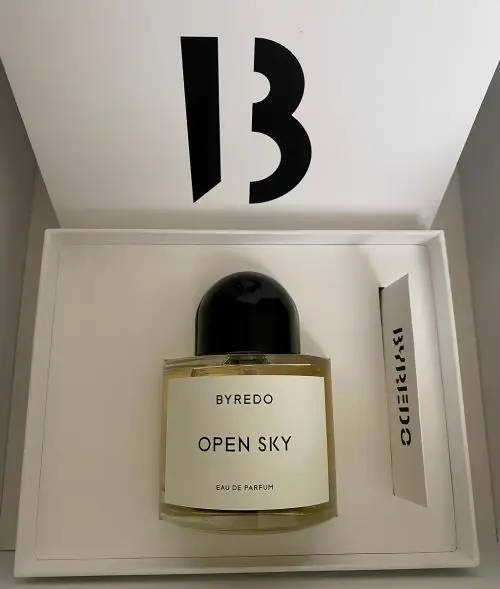 B
BYREDO
OPEN SKY
EAU DE PARFUM
BYREDO